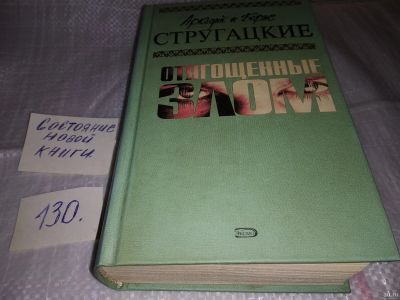 Аркадий и Борис
СТРУГАЦКИЕ
ОТЯГОЩЕННЫЕ
ЗЛОМ
Состояние
новой
книги.
130.